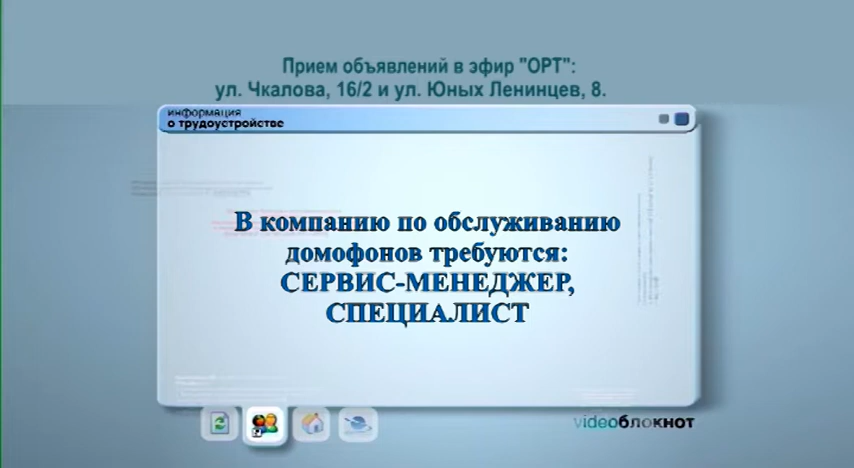 Прием объявлений в эфир "ОРТ":
ул. Чкалова, 16/2 и ул. Юных Ленинцев, 8.
информация
о трудоустройстве
В компанию по обслуживанию
домофонов требуются:
СЕРВИС-МЕНЕДЖЕР,
СПЕЦИАЛИСТ
videoблокнот